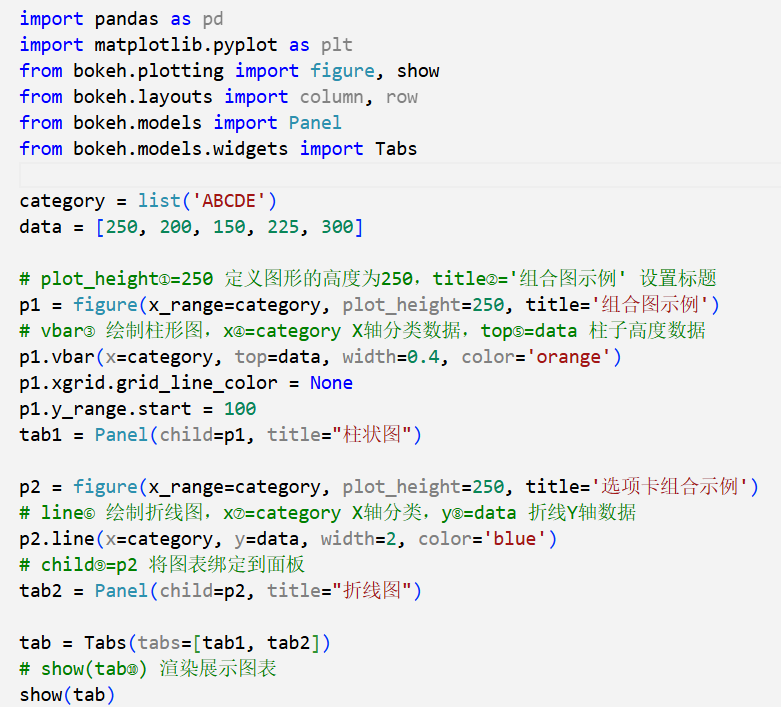 import pandas as pd
import matplotlib.pyplot as plt
from bokeh.plotting import figure, show
from bokeh.layouts import column, row
from bokeh.models import Panel
from bokeh.models.widgets import Tabs
category = list('ABCDE')
data = [250, 200, 150, 225, 300]
# plot_height①=250 定义图形的高度为250，title②='组合图示例' 设置标题
p1 = figure(x_range=category, plot_height=250, title='组合图示例')
# vbar③ 绘制柱形图，x④=category X轴分类数据，top⑤=data 柱子高度数据
p1.vbar(x=category, top=data, width=0.4, color='orange')
p1.xgrid.grid_line_color = None
p1.y_range.start = 100
tab1 = Panel(child=p1, title="柱状图")
p2 = figure(x_range=category, plot_height=250, title='选项卡组合示例')
# line⑥ 绘制折线图，x⑦=category X轴分类，y⑧=data 折线Y轴数据
p2.line(x=category, y=data, width=2, color='blue')
# child⑨=p2 将图表绑定到面板
tab2 = Panel(child=p2, title="折线图")
tab = Tabs(tabs=[tab1, tab2])
# show(tab⑩) 渲染展示图表
show(tab)